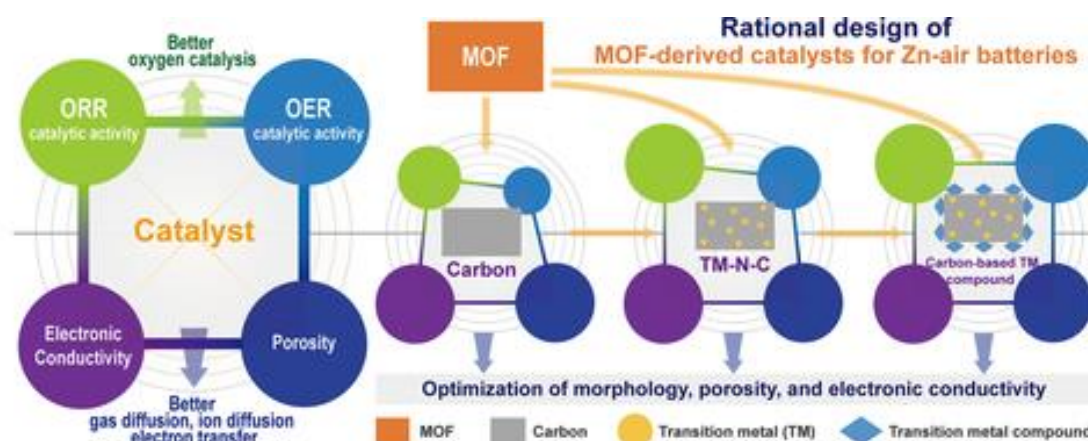 Better
oxygen catalysis
ORR
catalytic activity
OER
catalytic activity
Catalyst
Electronic
Conductivity
Porosity
Better
gas diffusion, ion diffusion
electron transfer
MOF
Rational design of
MOF-derived catalysts for Zn-air batteries
Carbon
TM-N-C
Carbon-based TM
compound
Optimization of morphology, porosity, and electronic conductivity
MOF
Carbon
Transition metal (TM)
Transition metal compound